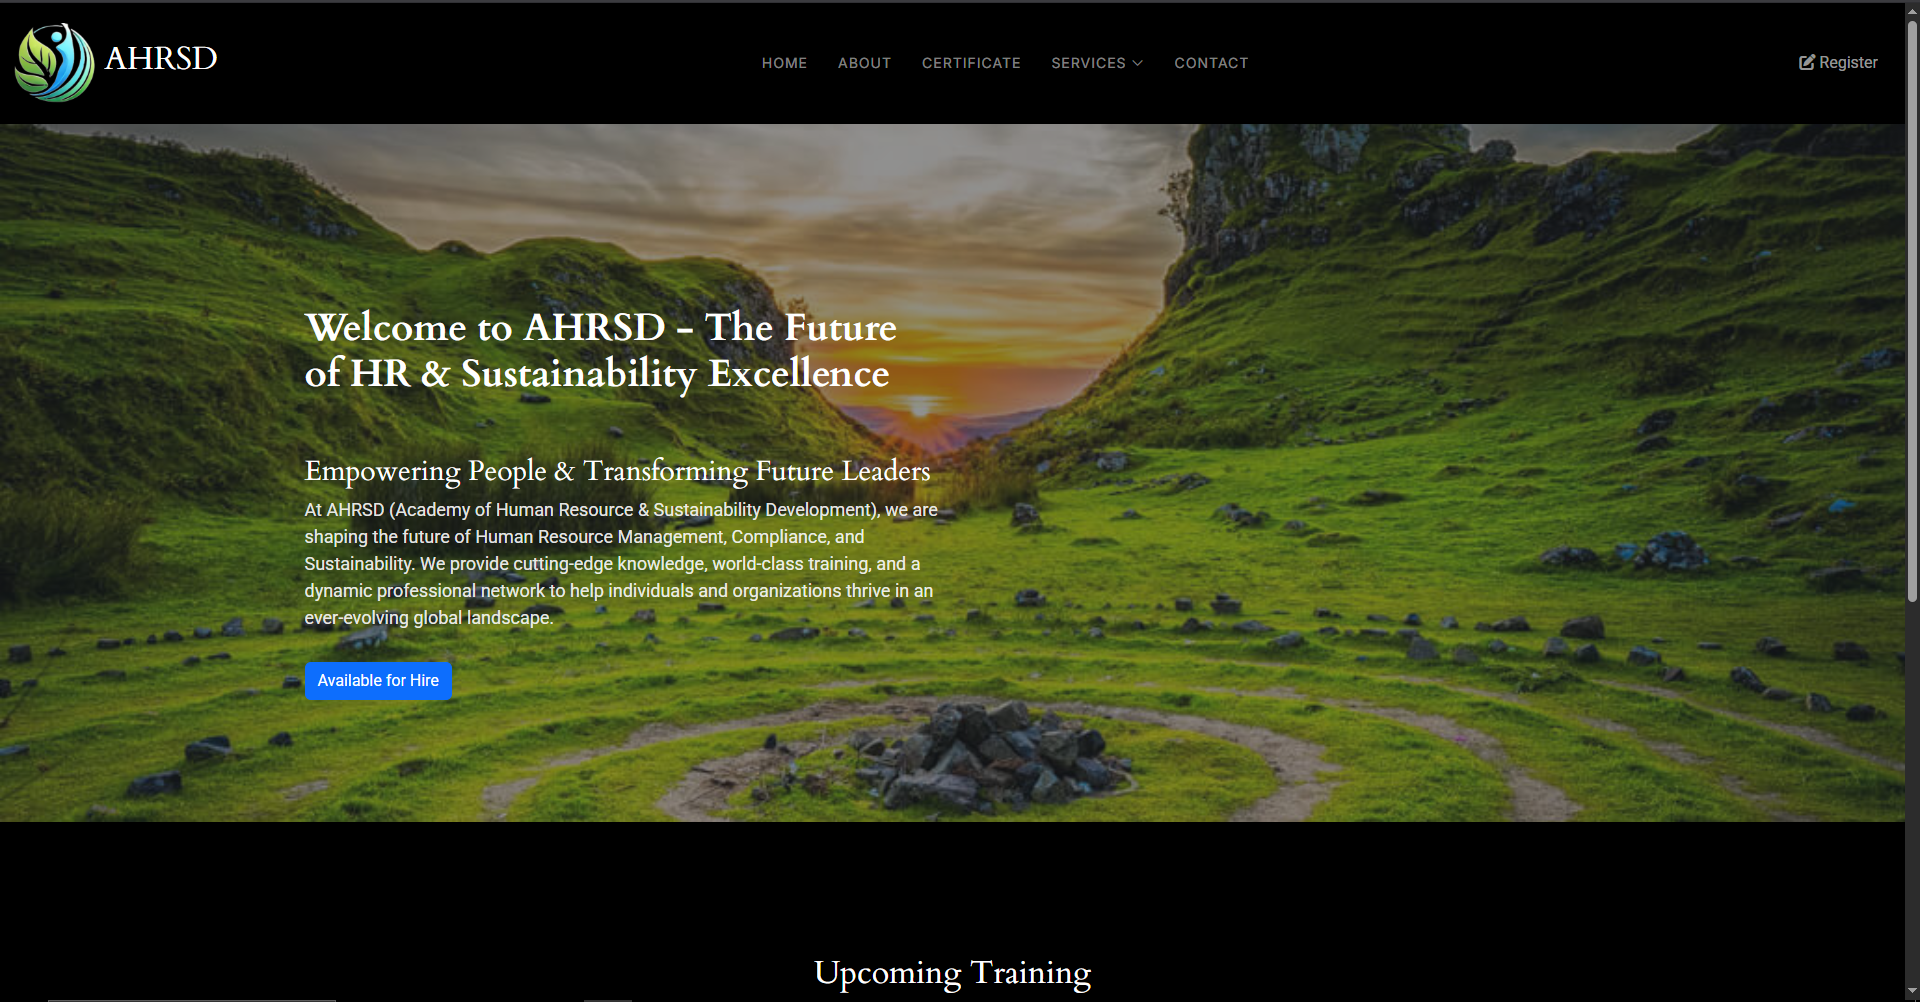 AHRSD
HOME ABOUT CERTIFICATE SERVICES CONTACT
Register
Welcome to AHRSD - The Future
of HR & Sustainability Excellence
Empowering People & Transforming Future Leaders
At AHRSD (Academy of Human Resource & Sustainability Development), we are
shaping the future of Human Resource Management, Compliance, and
Sustainability. We provide cutting-edge knowledge, world-class training, and a
dynamic professional network to help individuals and organizations thrive in an
ever-evolving global landscape.
Available for Hire
Upcoming Training